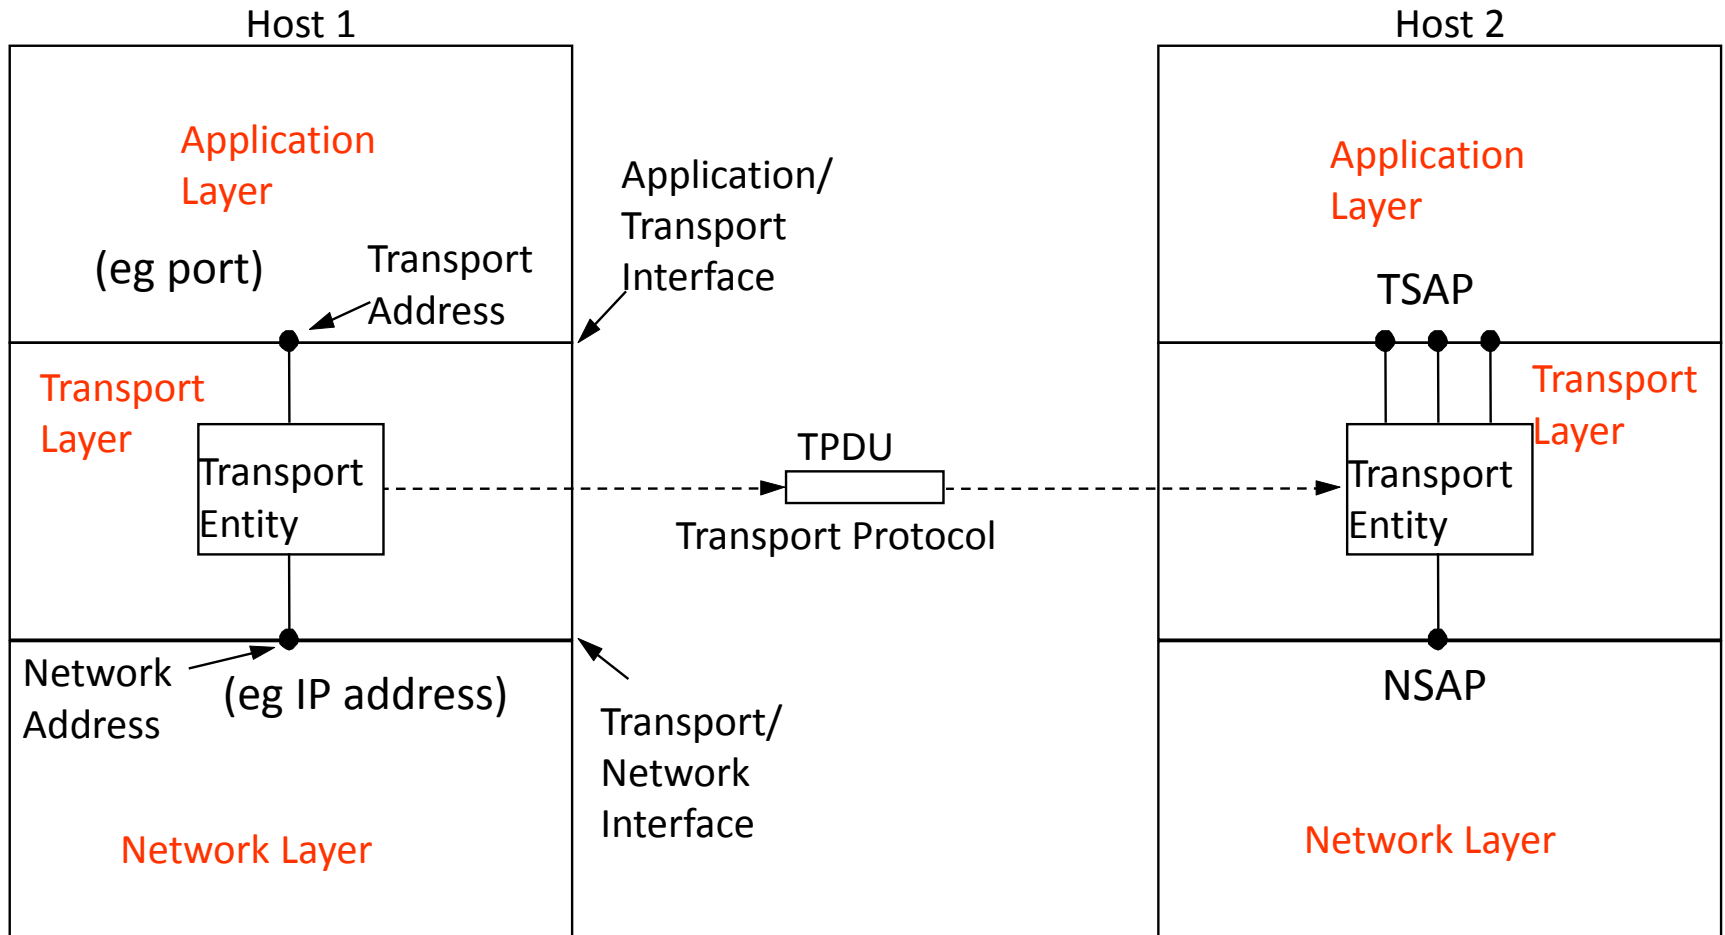 Host 1
Application
Layer
(eg port)
Transport
Address
Application/
Transport
Interface
Transport
Layer
Transport
Entity
TPDU
Transport Protocol
Network
Address
(eg IP address)
Transport/
Network
Interface
Network Layer
Host 2
Application
Layer
TSAP
Transport
Layer
Transport
Entity
NSAP
Network Layer